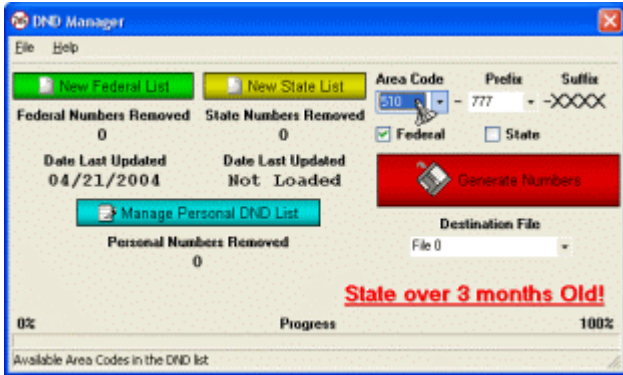 DND Manager
File Help
New Federal List
New State List
Area Code Prefix Suffix
510 - 777 -XXXX
Federal Numbers Removed
0
State Numbers Removed
0
Federal State
Date Last Updated
04/21/2004
Date Last Updated
Not Loaded
Generate Numbers
Manage Personal DND List
Personal Numbers Removed
0
Destination File
File 0
State over 3 months Old!
0% Progress 100%
Available Area Codes in the DND list